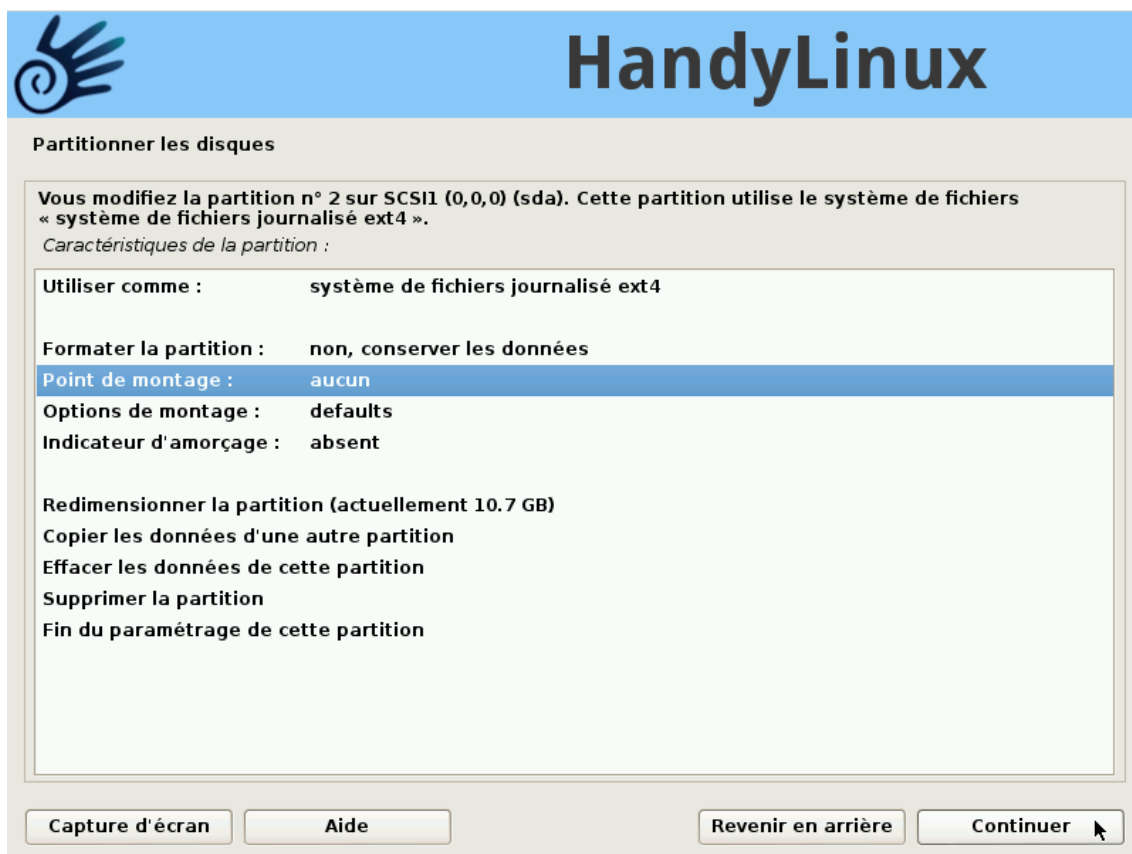 HandyLinux
Partitionner les disques
Vous modifiez la partition n° 2 sur SCSI1 (0,0,0) (sda). Cette partition utilise le système de fichiers
« système de fichiers journalisé ext4 ».
Caractéristiques de la partition :
Utiliser comme : système de fichiers journalisé ext4
Formater la partition : non, conserver les données
Point de montage : aucun
Options de montage : defaults
Indicateur d'amorçage : absent
Redimensionner la partition (actuellement 10.7 GB)
Copier les données d'une autre partition
Effacer les données de cette partition
Supprimer la partition
Fin du paramétrage de cette partition
Capture d'écran Aide Revenir en arrière Continuer